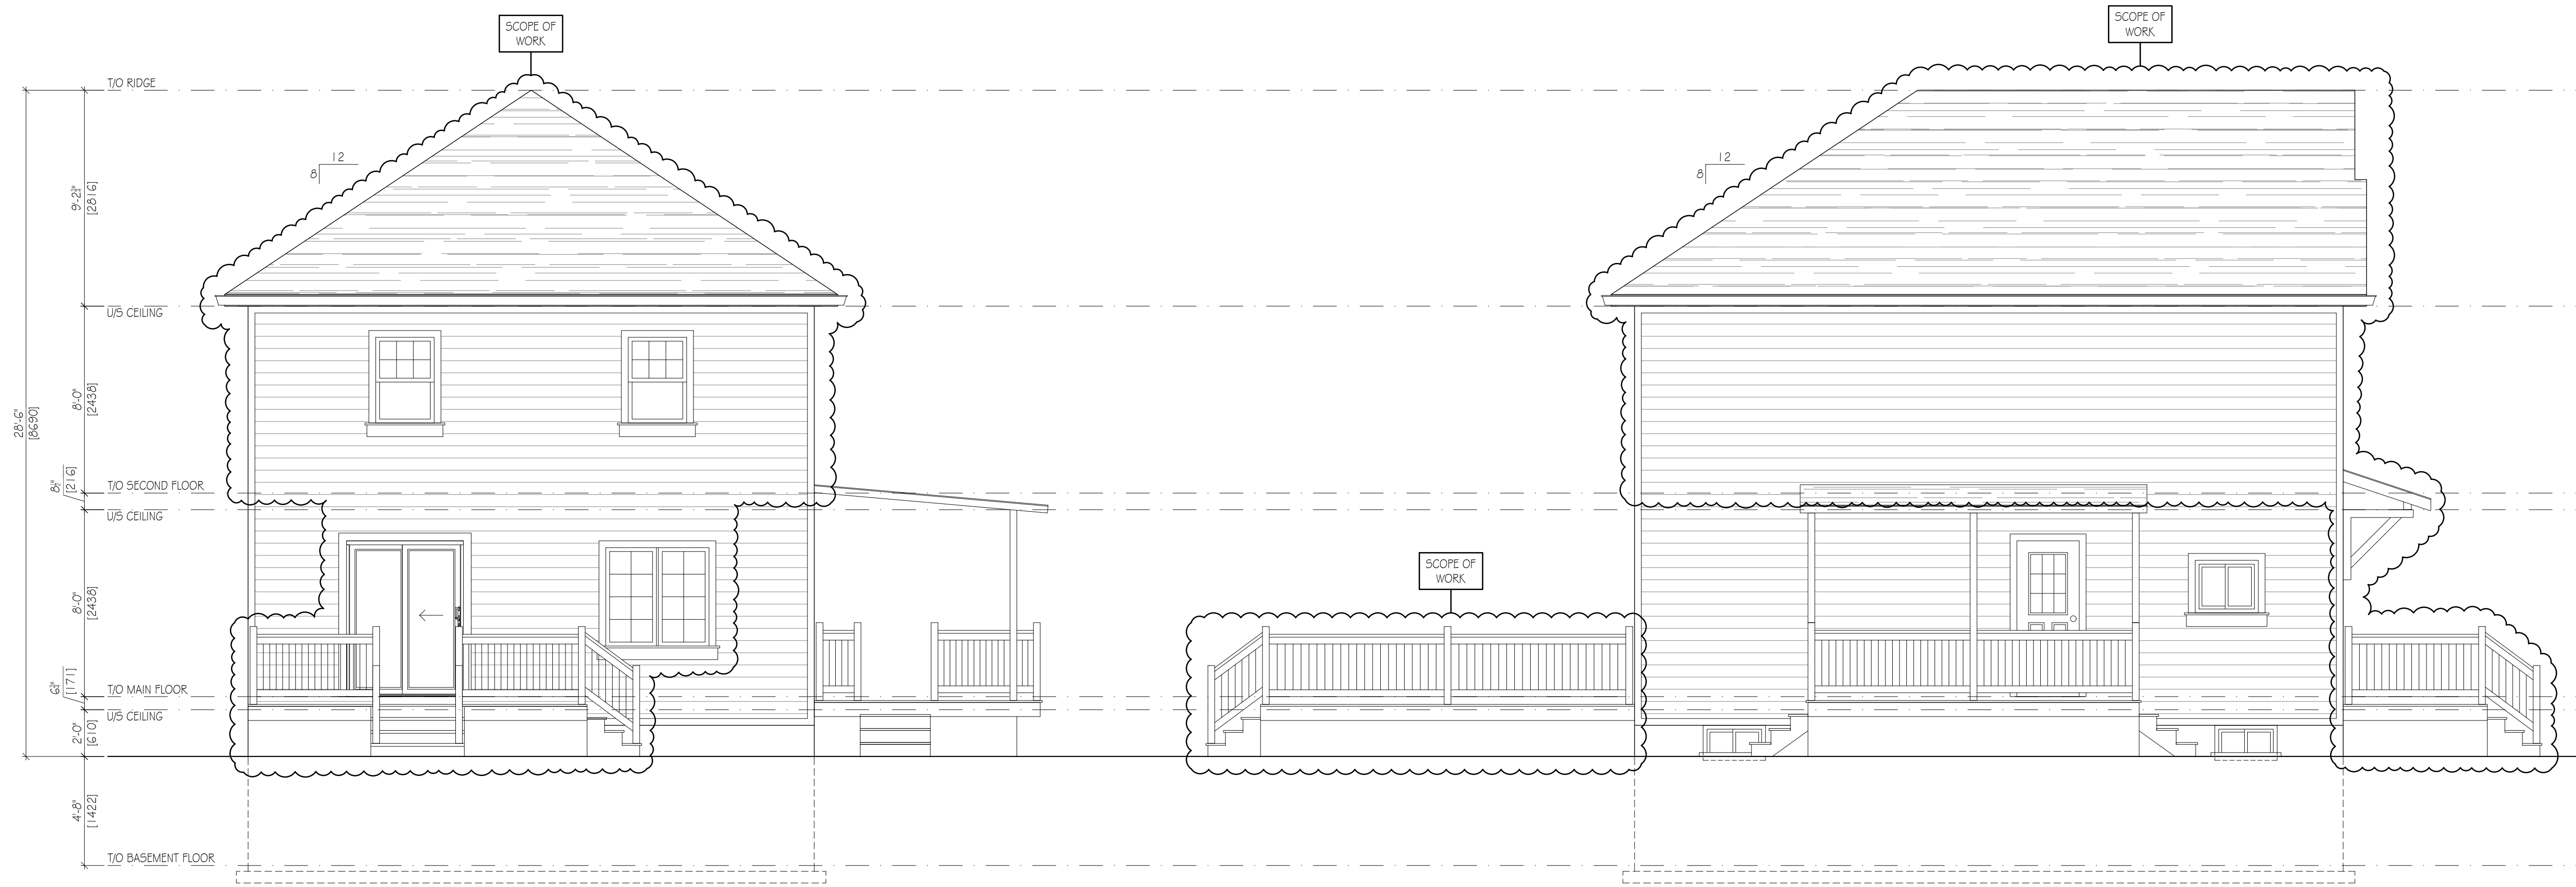 SCOPE OF
WORK
SCOPE OF
WORK
T/O RIDGE
12
8
12
8
9'-2¾"
[2816]
U/S CEILING
8'-0"
[2438]
28'-6"
[8690]
8½"
[216]
T/O SECOND FLOOR
U/S CEILING
SCOPE OF
WORK
8'-0"
[2438]
6¾"
[171]
T/O MAIN FLOOR
U/S CEILING
2'-0"
[610]
4'-8"
[1422]
T/O BASEMENT FLOOR